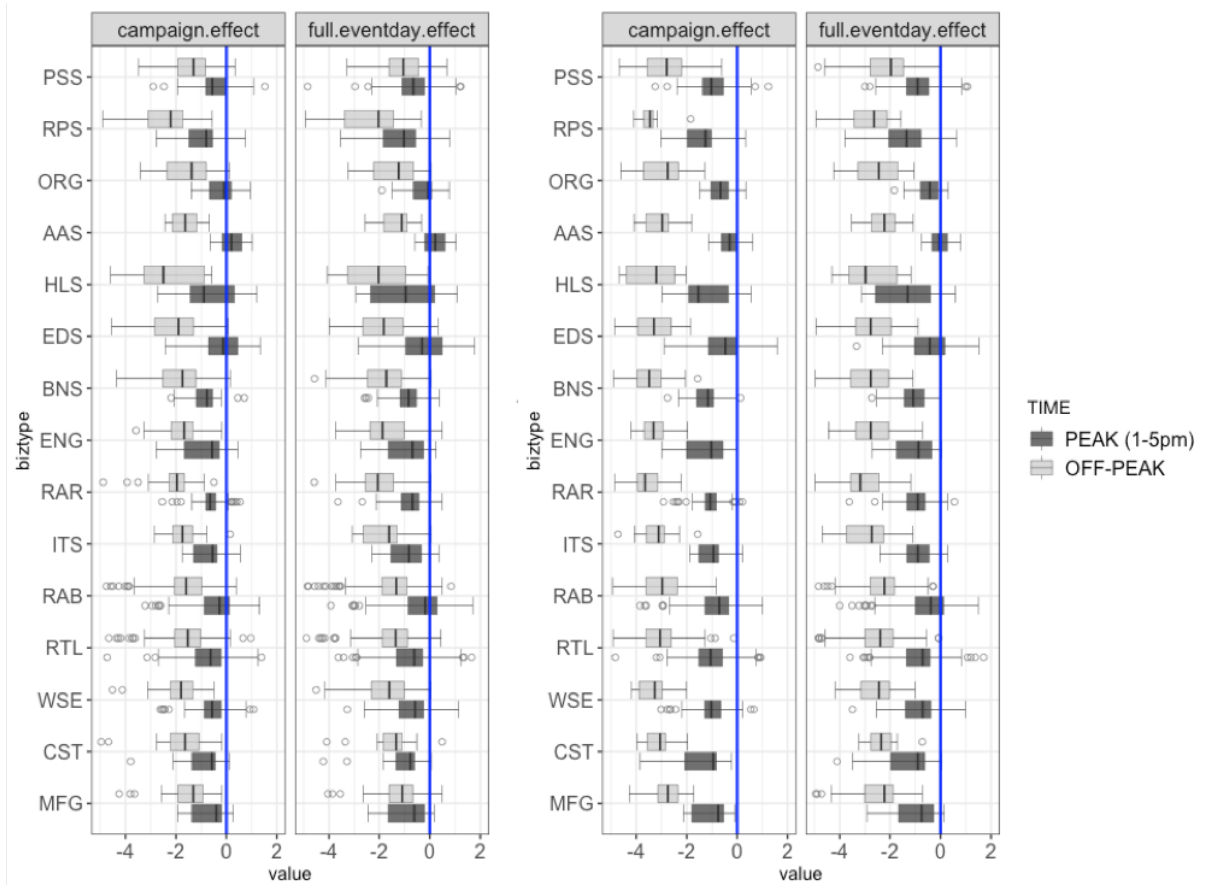 campaign.effect full.eventday.effect
PSS
RPS
ORG
AAS
HLS
EDS
BNS
ENG
RAR
ITS
RAB
RTL
WSE
CST
MFG
biztype
-4 -2 0 2 -4 -2 0 2
value
campaign.effect full.eventday.effect
PSS
RPS
ORG
AAS
HLS
EDS
BNS
ENG
RAR
ITS
RAB
RTL
WSE
CST
MFG
biztype
-4 -2 0 2 -4 -2 0 2
value
TIME
PEAK (1-5pm)
OFF-PEAK